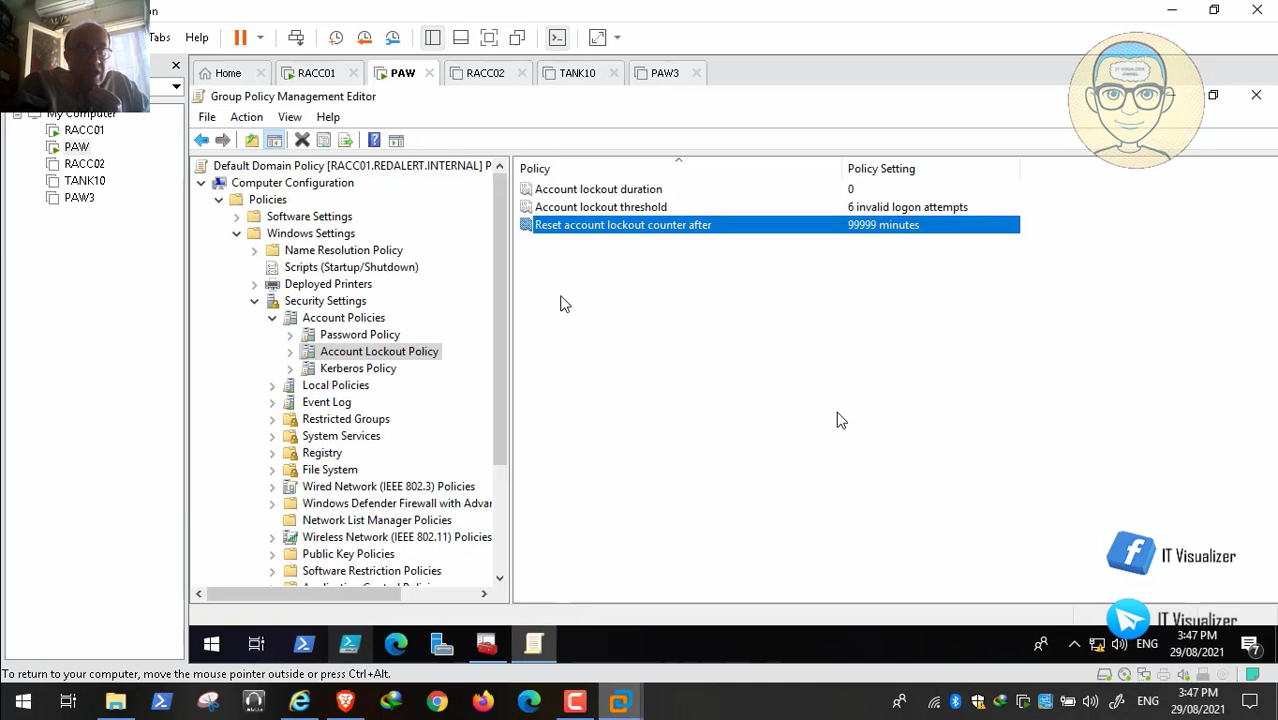 on
Tabs Help
Home RACC01 PAW RACC02 TANK10 PAW3
My Computer
RACC01
PAW
RACC02
TANK10
PAW3
Group Policy Management Editor
File Action View Help
Default Domain Policy [RACC01.REDALERT.INTERNAL] P
Computer Configuration
Policies
Software Settings
Windows Settings
Name Resolution Policy
Scripts (Startup/Shutdown)
Deployed Printers
Security Settings
Account Policies
Password Policy
Account Lockout Policy
Kerberos Policy
Local Policies
Event Log
Restricted Groups
System Services
Registry
File System
Wired Network (IEEE 802.3) Policies
Windows Defender Firewall with Advar
Network List Manager Policies
Wireless Network (IEEE 802.11) Policies
Public Key Policies
Software Restriction Policies
Policy Policy Setting
Account lockout duration 0
Account lockout threshold 6 invalid logon attempts
Reset account lockout counter after 99999 minutes
IT VISUALIZER
CHANNEL
IT Visualizer
IT Visualizer
ENG 3:47 PM
29/08/2021
7
To return to your computer, move the mouse pointer outside or press Ctrl+Alt.
ENG 3:47 PM
29/08/2021